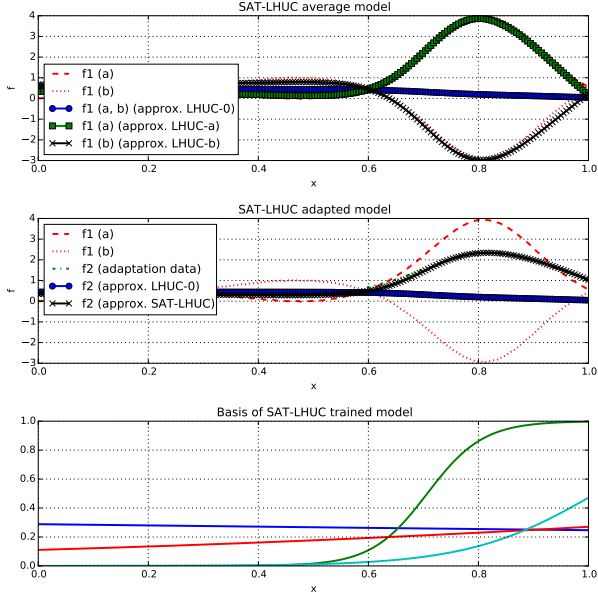 SAT-LHUC average model
4
3
2
1
0
−1
−2
−3
f
f1 (a)
f1 (b)
f1 (a, b) (approx. LHUC-0)
f1 (a) (approx. LHUC-a)
f1 (b) (approx. LHUC-b)
0.0 0.2 0.4 0.6 0.8 1.0
x
SAT-LHUC adapted model
4
3
2
1
0
−1
−2
−3
f
f1 (a)
f1 (b)
f2 (adaptation data)
f2 (approx. LHUC-0)
f2 (approx. SAT-LHUC)
0.0 0.2 0.4 0.6 0.8 1.0
x
Basis of SAT-LHUC trained model
1.0
0.8
0.6
0.4
0.2
0.0
0.0 0.2 0.4 0.6 0.8 1.0
x